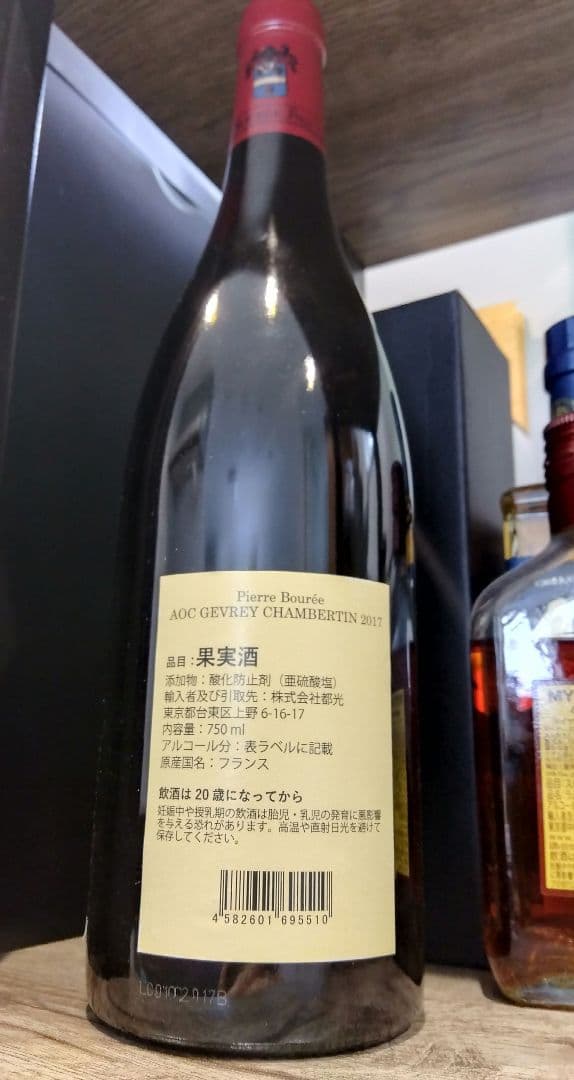 Pierre Bourée
AOC GEVREY CHAMBERTIN 2017
品目：果実酒
添加物：酸化防止剤（亜硫酸塩）
輸入者及び引取先：株式会社都光
東京都台東区上野 6-16-17
内容量：750 ml
アルコール分：表ラベルに記載
原産国名：フランス
飲酒は 20 歳になってから
妊娠中や授乳期の飲酒は胎児・乳児の発育に悪影響
を与える恐れがあります。高温や直射日光を避けて
保存してください。
4 582601 695510
MY